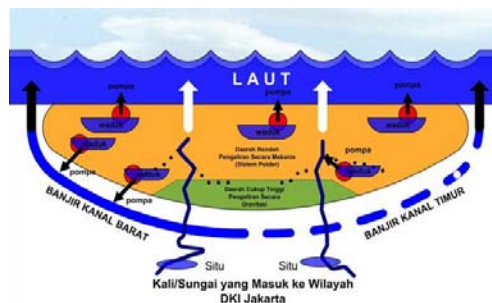 LAUT
pompa
pompa
pompa
waduk
waduk
waduk
waduk
Daerah Rendah
Pengaliran Secara Mekanis
(Sistem Polder)
pompa
waduk
waduk
pompa
pompa
Daerah Cukup Tinggi
Pengaliran Secara
Gravitasi
BANJIR KANAL BARAT
BANJIR KANAL TIMUR
Situ
Situ
Kali/Sungai yang Masuk ke Wilayah
DKI Jakarta